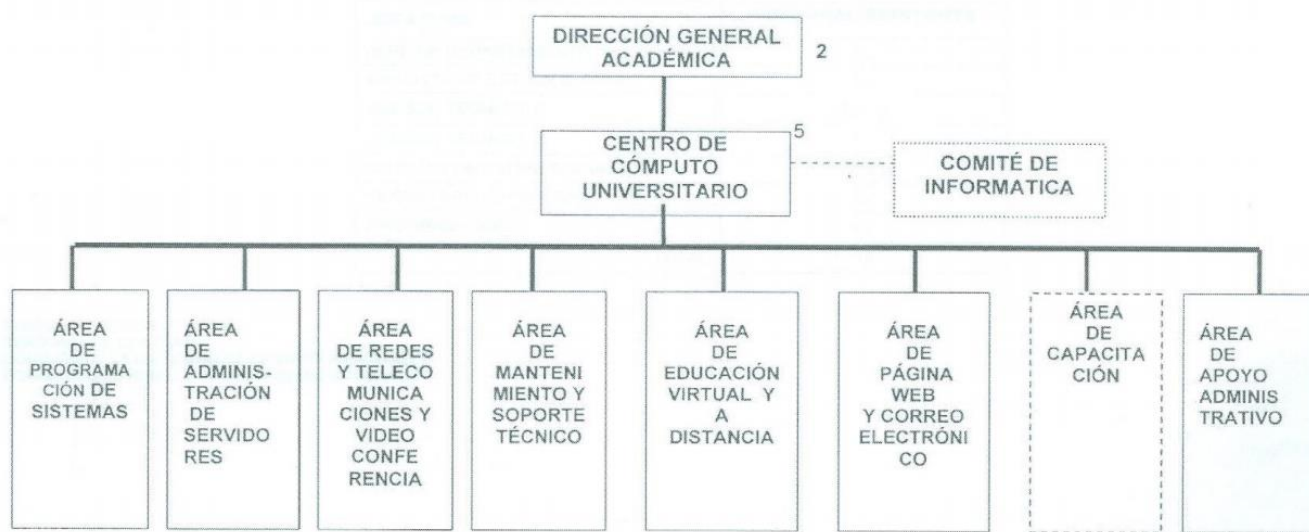 DIRECCIÓN GENERAL
ACADÉMICA
2
CENTRO DE
CÓMPUTO
UNIVERSITARIO
5
COMITÉ DE
INFORMATICA
ÁREA
DE
PROGRAMA
CIÓN DE
SISTEMAS
ÁREA
DE
ADMINIS-
TRACIÓN
DE
SERVIDO
RES
ÁREA
DE REDES
Y TELECO
MUNICA
CIONES Y
VIDEO
CONFE
RENCIA
ÁREA
DE
MANTENI
MIENTO Y
SOPORTE
TÉCNICO
ÁREA
DE
EDUCACIÓN
VIRTUAL Y
A
DISTANCIA
ÁREA
DE
PÁGINA
WEB
Y CORREO
ELECTRÓNI
CO
ÁREA
DE
CAPACITA
CIÓN
ÁREA
DE
APOYO
ADMINIS
TRATIVO